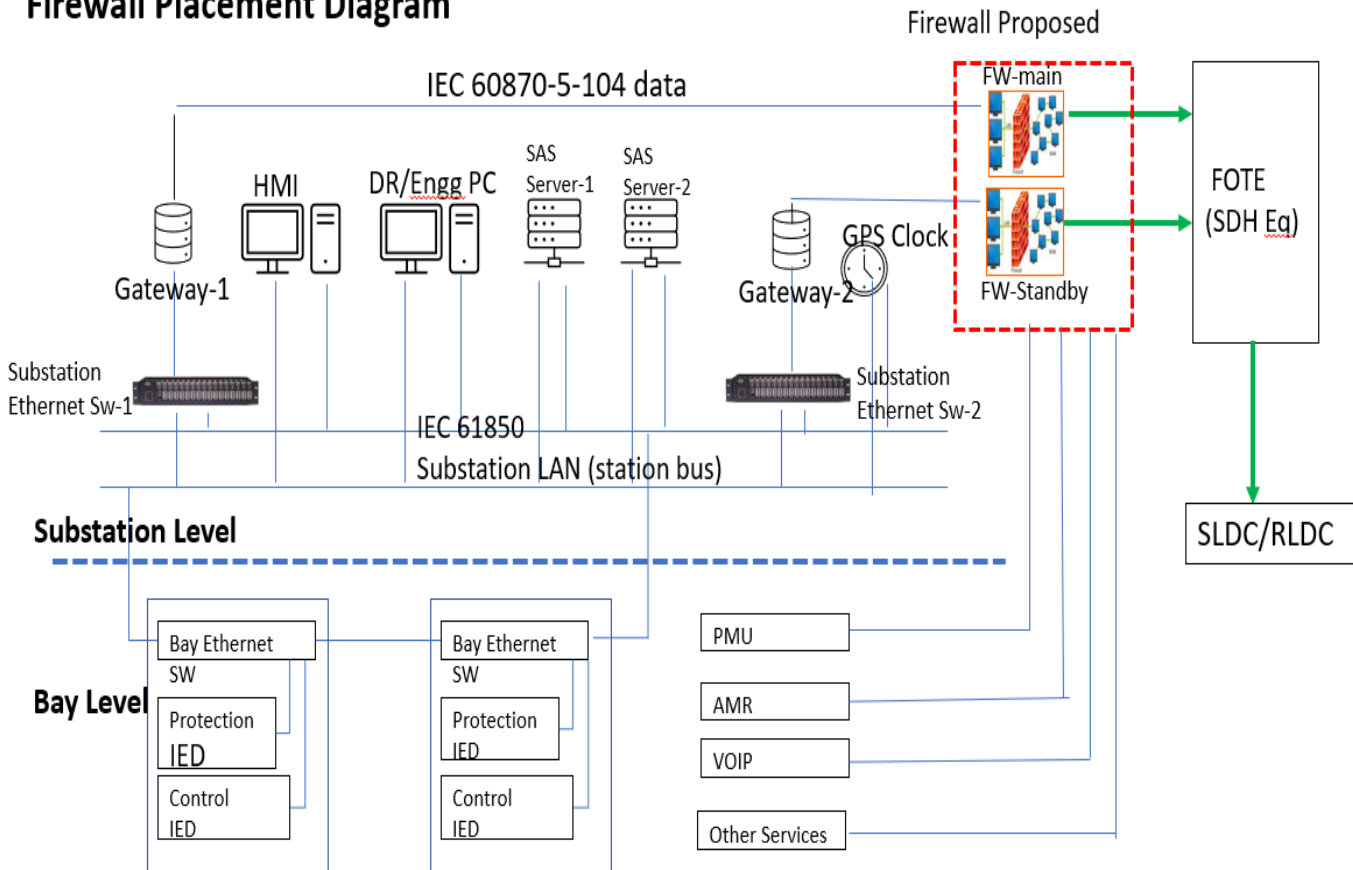 Firewall Placement Diagram
Firewall Proposed
IEC 60870-5-104 data
FW-main
HMI
DR/Engg PC
SAS
Server-1
SAS
Server-2
FOTE
(SDH Eq)
GPS Clock
Gateway-1
Gateway-2
FW-Standby
Substation
Ethernet Sw-1
Substation
Ethernet Sw-2
IEC 61850
Substation LAN (station bus)
Substation Level
SLDC/RLDC
Bay Level
Bay Ethernet
SW
Protection
IED
Control
IED
Bay Ethernet
SW
Protection
IED
Control
IED
PMU
AMR
VOIP
Other Services